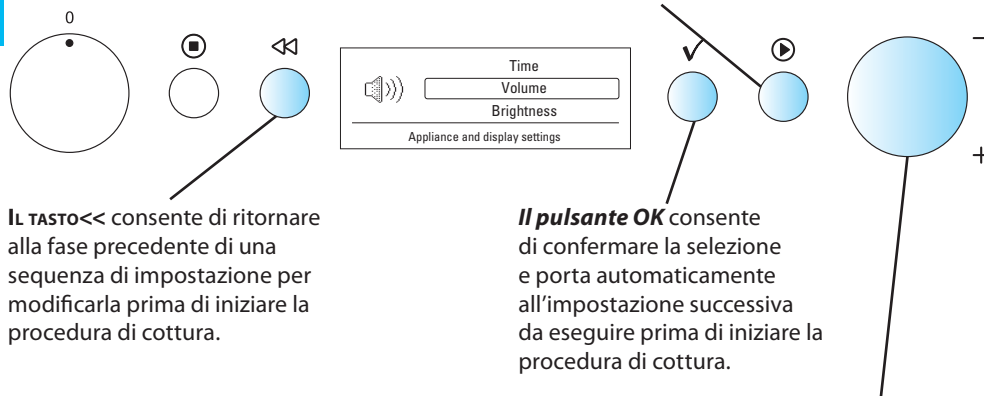 0
Time
Volume
Brightness
Appliance and display settings
−
+
IL TASTO<< consente di ritornare
alla fase precedente di una
sequenza di impostazione per
modificarla prima di iniziare la
procedura di cottura.
Il pulsante OK consente
di confermare la selezione
e porta automaticamente
all'impostazione successiva
da eseguire prima di iniziare la
procedura di cottura.